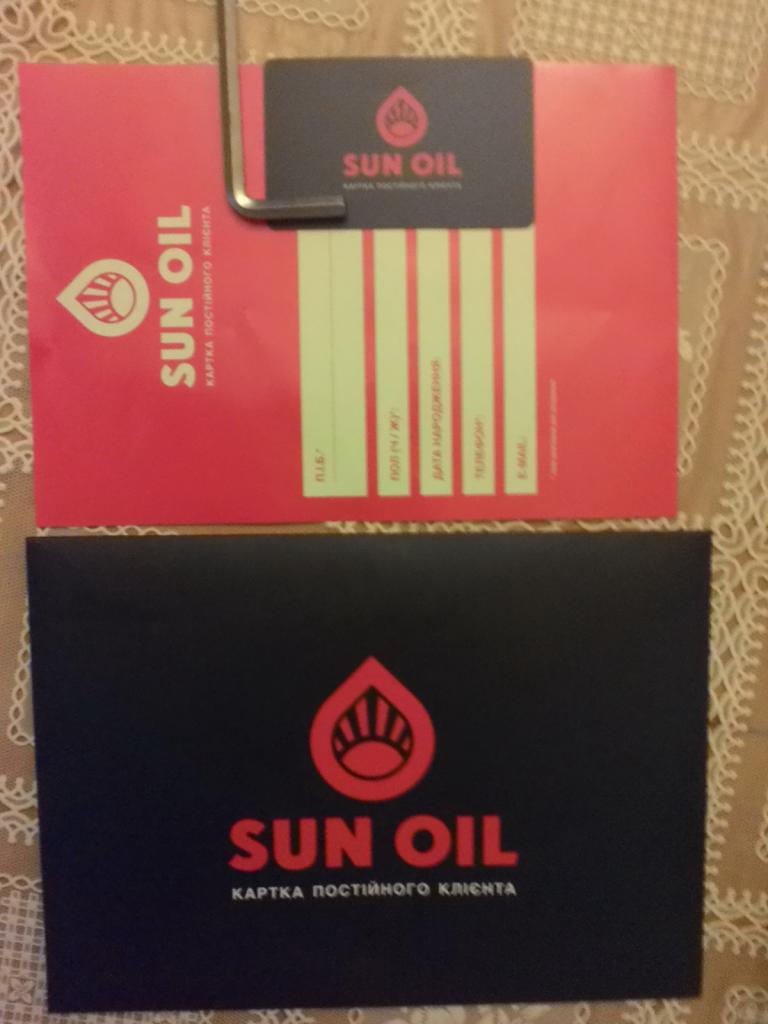 SUN OIL
КАРТКА ПОСТІЙНОГО КЛІЄНТА
SUN OIL
КАРТКА ПОСТІЙНОГО КЛІЄНТА
П.І.Б.*
ПОЛ (Ч / Ж)*:
ДАТА НАРОДЖЕННЯ:
ТЕЛЕФОН*:
E-MAIL:
SUN OIL
КАРТКА ПОСТІЙНОГО КЛІЄНТА